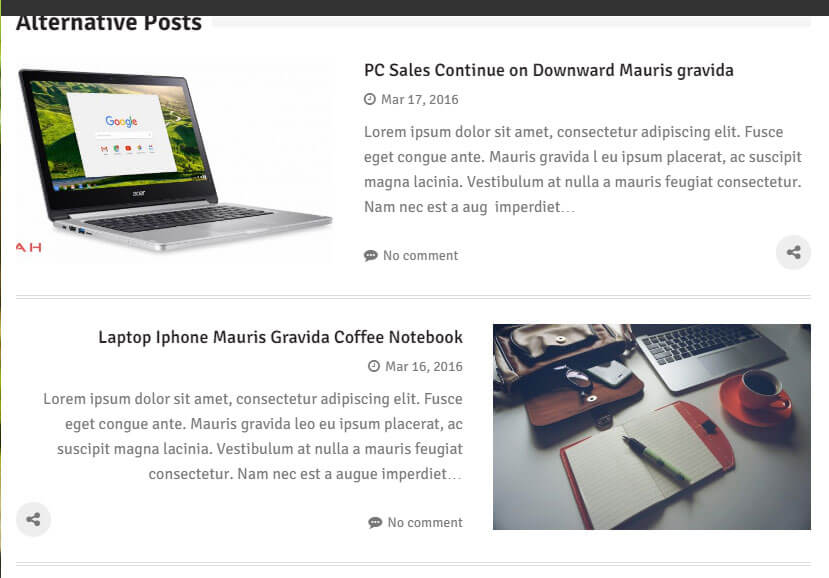 Alternative Posts
PC Sales Continue on Downward Mauris gravida
Mar 17, 2016
Lorem ipsum dolor sit amet, consectetur adipiscing elit. Fusce
eget congue ante. Mauris gravida l eu ipsum placerat, ac suscipit
magna lacinia. Vestibulum at nulla a mauris feugiat consectetur.
Nam nec est a aug imperdiet...
No comment
Google
acer
AH
Laptop Iphone Mauris Gravida Coffee Notebook
Mar 16, 2016
Lorem ipsum dolor sit amet, consectetur adipiscing elit. Fusce
eget congue ante. Mauris gravida leo eu ipsum placerat, ac
suscipit magna lacinia. Vestibulum at nulla a mauris feugiat
consectetur. Nam nec est a augue imperdiet...
No comment